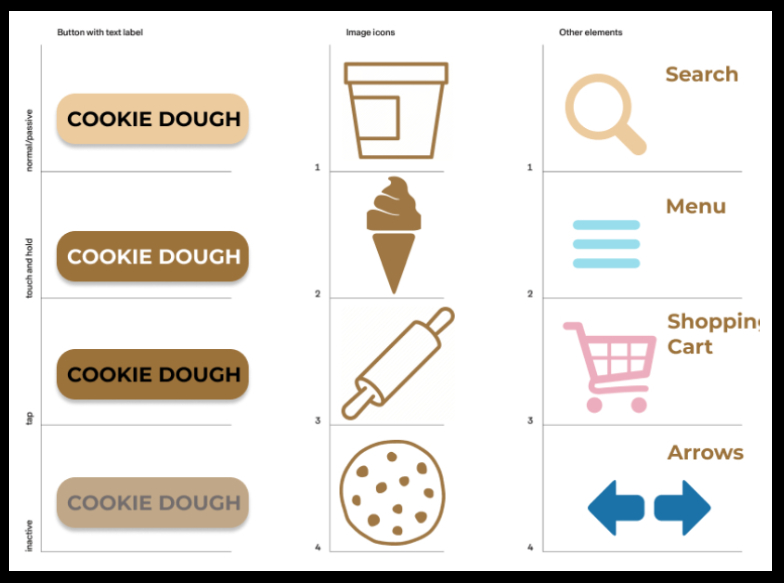 Button with text label
Image icons
Other elements
normal/passive
COOKIE DOUGH
1
1
Search
touch and hold
COOKIE DOUGH
2
2
Menu
tap
COOKIE DOUGH
3
3
Shopping
Cart
inactive
COOKIE DOUGH
4
4
Arrows